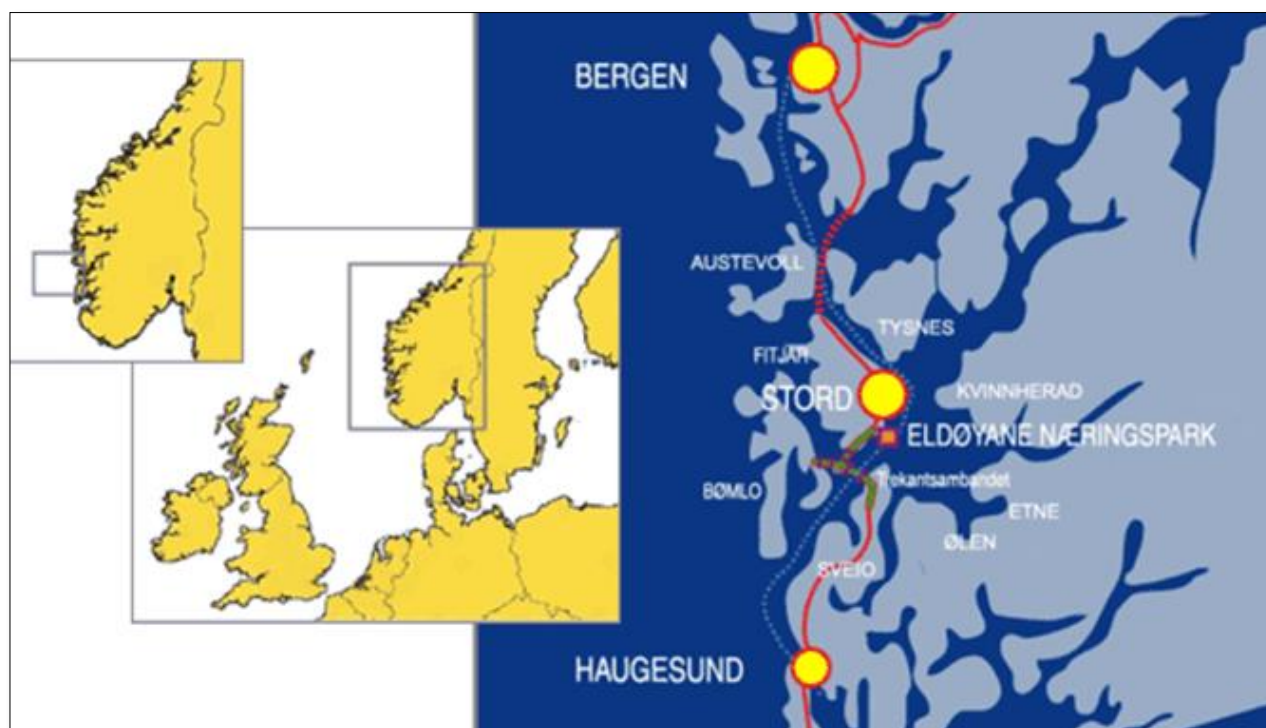 BERGEN
AUSTEVOLL
TYSNES
FITJAR
STORD
KVINNHERAD
ELDØYANE NÆRINGSPARK
Trekantsambandet
BØMLO
ETNE
ØLEN
SVEIO
HAUGESUND